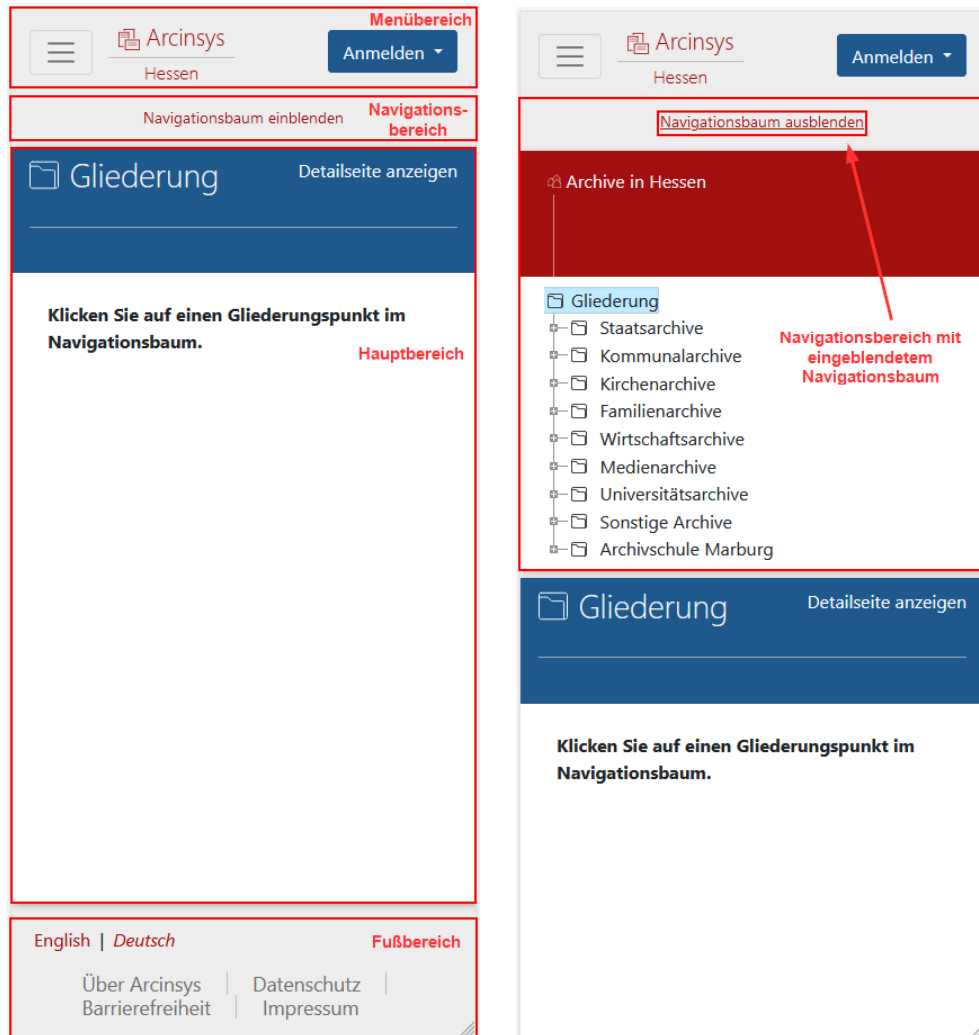 Menübereich
Arcinsys
Hessen
Anmelden
Navigationsbaum einblenden
Navigations-
bereich
Gliederung
Detailseite anzeigen
Klicken Sie auf einen Gliederungspunkt im
Navigationsbaum.
Hauptbereich
English | Deutsch
Fußbereich
Über Arcinsys
Datenschutz
Barrierefreiheit
Impressum
Arcinsys
Hessen
Anmelden
Navigationsbaum ausblenden
Archive in Hessen
Gliederung
Staatsarchive
Kommunalarchive
Kirchenarchive
Familienarchive
Wirtschaftsarchive
Medienarchive
Universitätsarchive
Sonstige Archive
Archivschule Marburg
Navigationsbereich mit
eingeblendetem
Navigationsbaum
Gliederung
Detailseite anzeigen
Klicken Sie auf einen Gliederungspunkt im
Navigationsbaum.